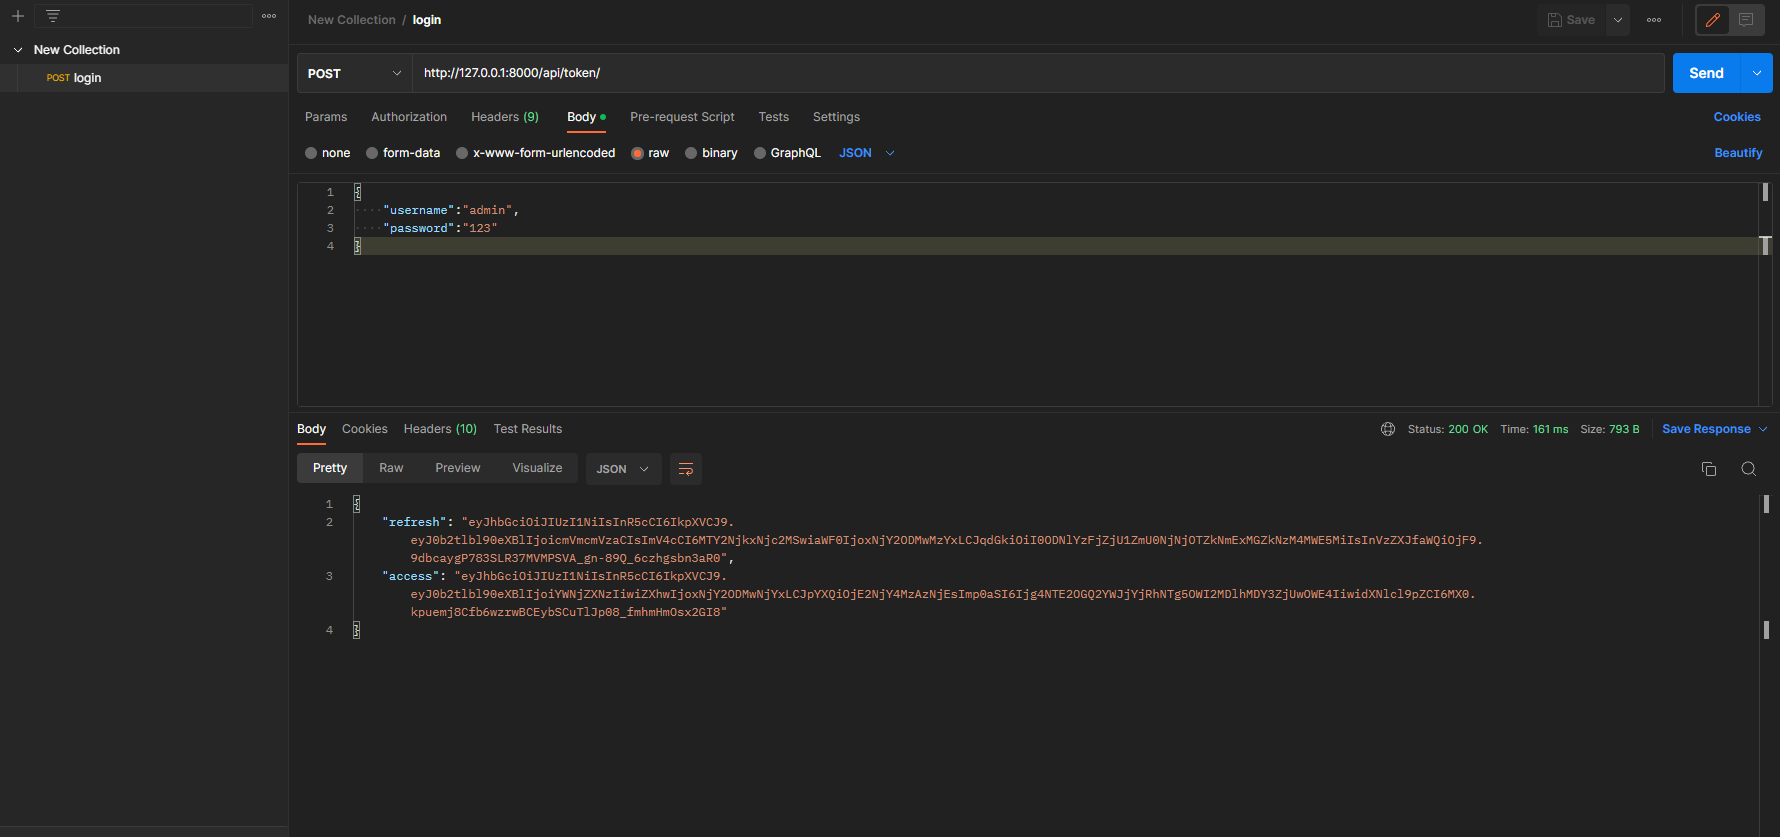 New Collection / login
Save
New Collection
POST login
POST
http://127.0.0.1:8000/api/token/
Send
Params Authorization Headers (9) Body Pre-request Script Tests Settings Cookies
none form-data x-www-form-urlencoded raw binary GraphQL JSON Beautify
1 {
2 "username":"admin",
3 "password":"123"
4 }
Body Cookies Headers (10) Test Results Status: 200 OK Time: 161 ms Size: 793 B Save Response
Pretty Raw Preview Visualize JSON
1 {
2 "refresh": "eyJhbGciOiJIUzI1NiIsInR5cCI6IkpXVCJ9.
eyJ0b2tlbl90eXBlIjoicmVmcmVzaCIsImV4cCI6MTY2NjkxNjc2MSwiaWF0IjoxNjY2ODMwMzYxLCJqdGkiOiI0ODNlYzFjZjU1ZmU0NjNjOTZkNmExMGZkNzM4MWE5MiIsInVzZXJfaWQiOjF9.
9dbcaygP783SLR37MVMPSVA_gn-89Q_6czhgsbn3aR0",
3 "access": "eyJhbGciOiJIUzI1NiIsInR5cCI6IkpXVCJ9.
eyJ0b2tlbl90eXBlIjoiYWNjZXNzIiwiZXhwIjoxNjY2ODMwNjYxLCJpYXQiOjE2NjY4MzAzNjEsImp0aSI6Ijg4NTE2OGQ2YWJjYjRhNTg5OWI2MDlhMDY3ZjUwOWE4IiwidXNlcl9pZCI6MX0.
kpuemj8Cfb6wzrwBCEybSCuTlJp08_fmhmHmOsx2GI8"
4 }